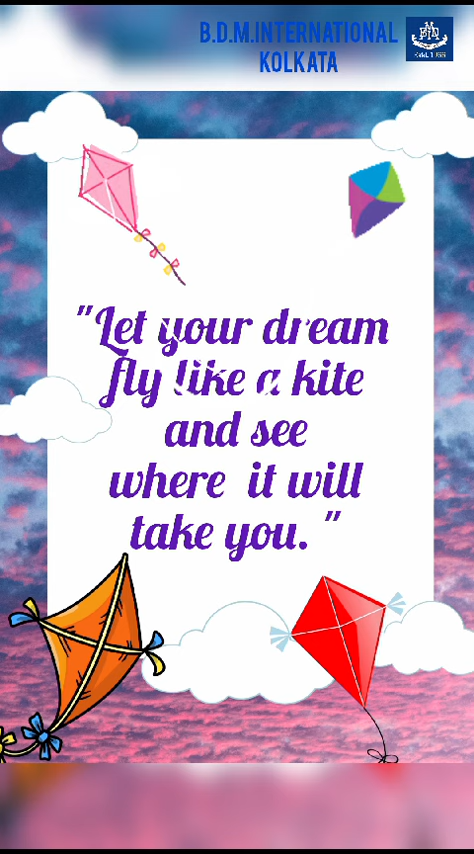 B.D.M.INTERNATIONAL
KOLKATA
"Let your dream
fly like a kite
and see
where it will
take you. "